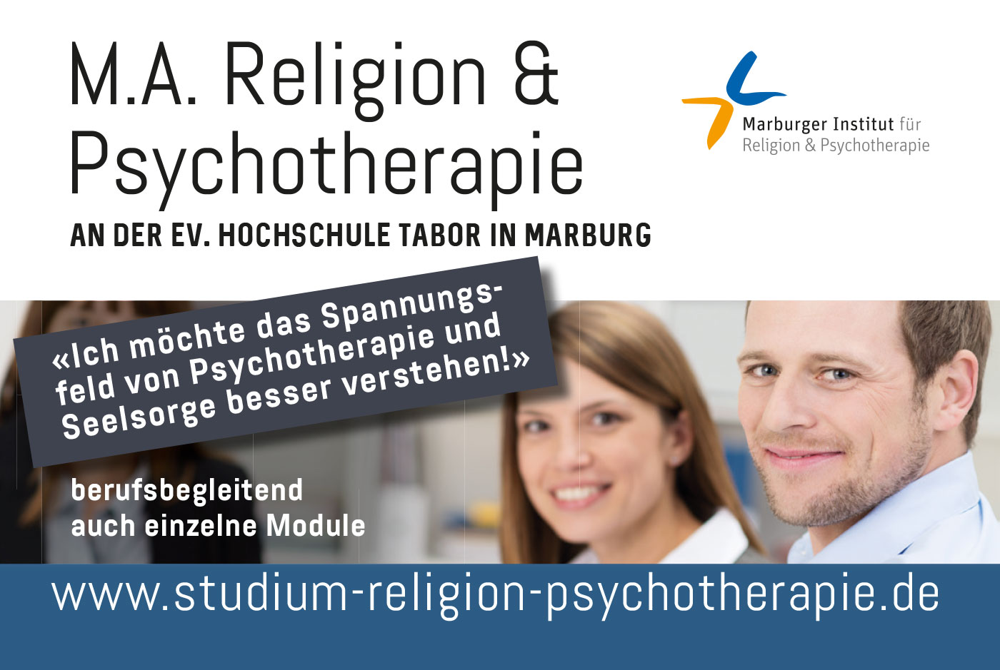 M.A. Religion &
Psychotherapie
AN DER EV. HOCHSCHULE TABOR IN MARBURG
Marburger Institut für
Religion & Psychotherapie
«Ich möchte das Spannungs-
feld von Psychotherapie und
Seelsorge besser verstehen!»
berufsbegleitend
auch einzelne Module
www.studium-religion-psychotherapie.de